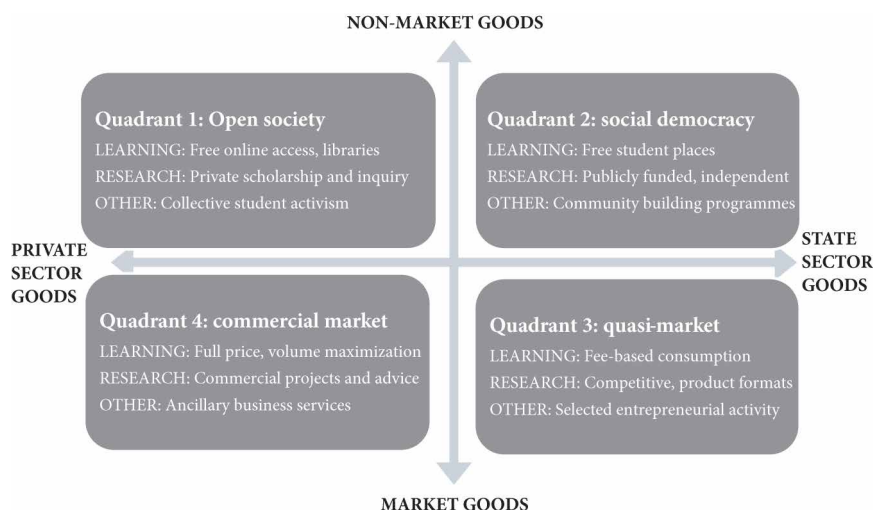 NON-MARKET GOODS
Quadrant 1: Open society
LEARNING: Free online access, libraries
RESEARCH: Private scholarship and inquiry
OTHER: Collective student activism
Quadrant 2: social democracy
LEARNING: Free student places
RESEARCH: Publicly funded, independent
OTHER: Community building programmes
PRIVATE
SECTOR
GOODS
STATE
SECTOR
GOODS
Quadrant 4: commercial market
LEARNING: Full price, volume maximization
RESEARCH: Commercial projects and advice
OTHER: Ancillary business services
Quadrant 3: quasi-market
LEARNING: Fee-based consumption
RESEARCH: Competitive, product formats
OTHER: Selected entrepreneurial activity
MARKET GOODS